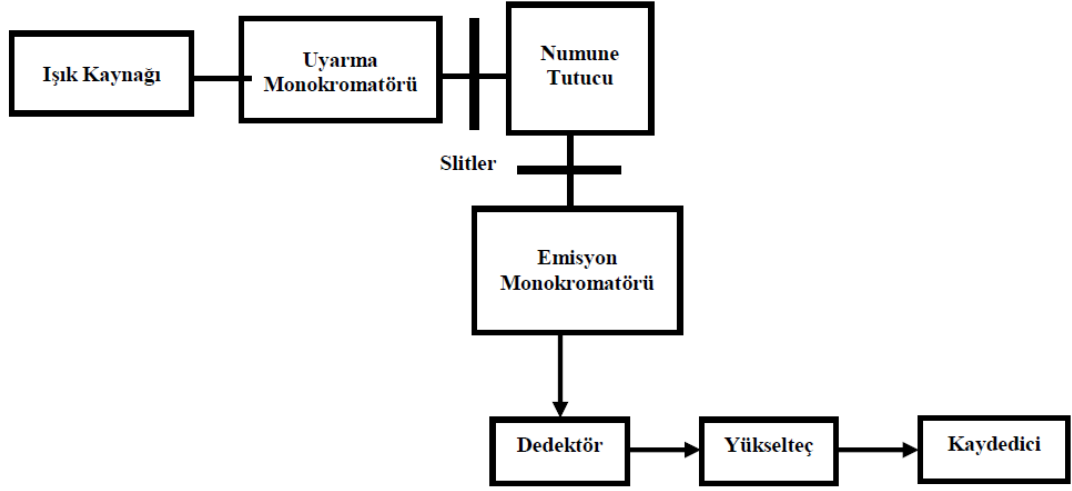 Işık Kaynağı
Uyarma
Monokromatörü
Numune
Tutucu
Slitler
Emisyon
Monokromatörü
Dedektör
Yükselteç
Kaydedici